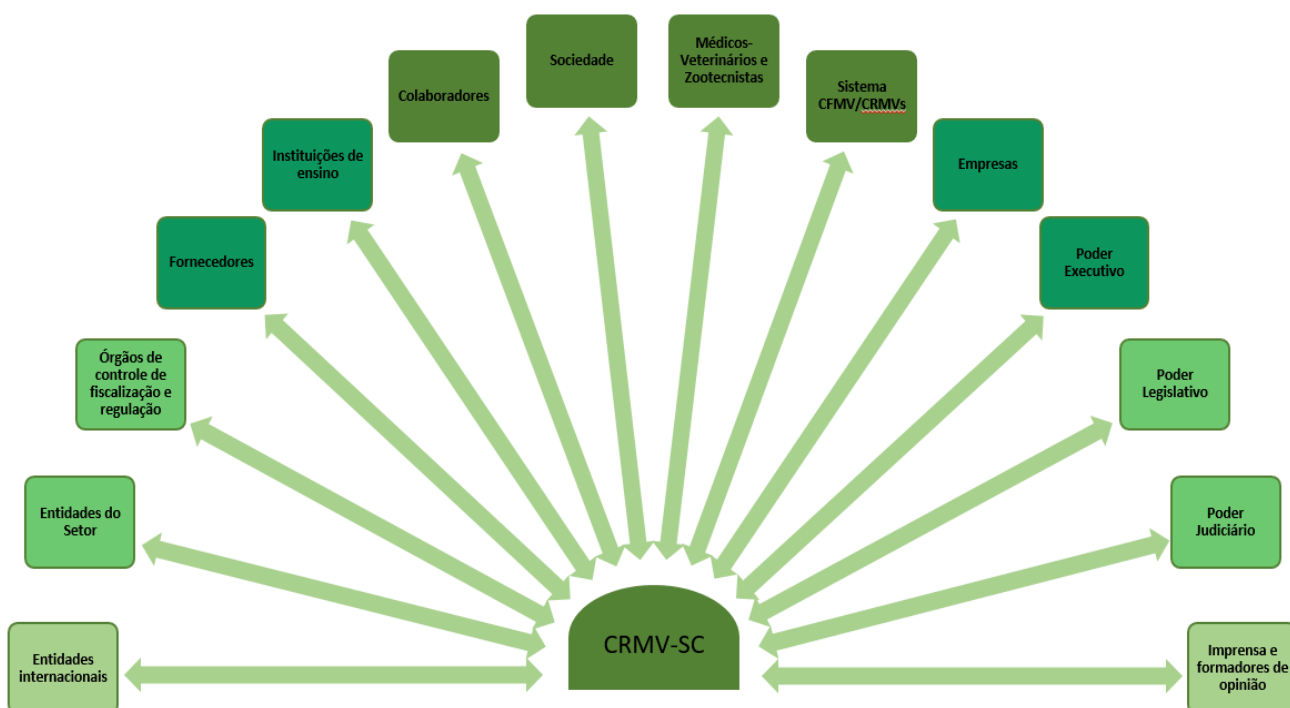 Sociedade
Médicos-
Veterinários e
Zootecnistas
Colaboradores
Sistema
CFMV/CRMVs
Instituições de
ensino
Empresas
Fornecedores
Poder
Executivo
Órgãos de
controle de
fiscalização e
regulação
Poder
Legislativo
Entidades do
Setor
Poder
Judiciário
Entidades
internacionais
CRMV-SC
Imprensa e
formadores de
opinião